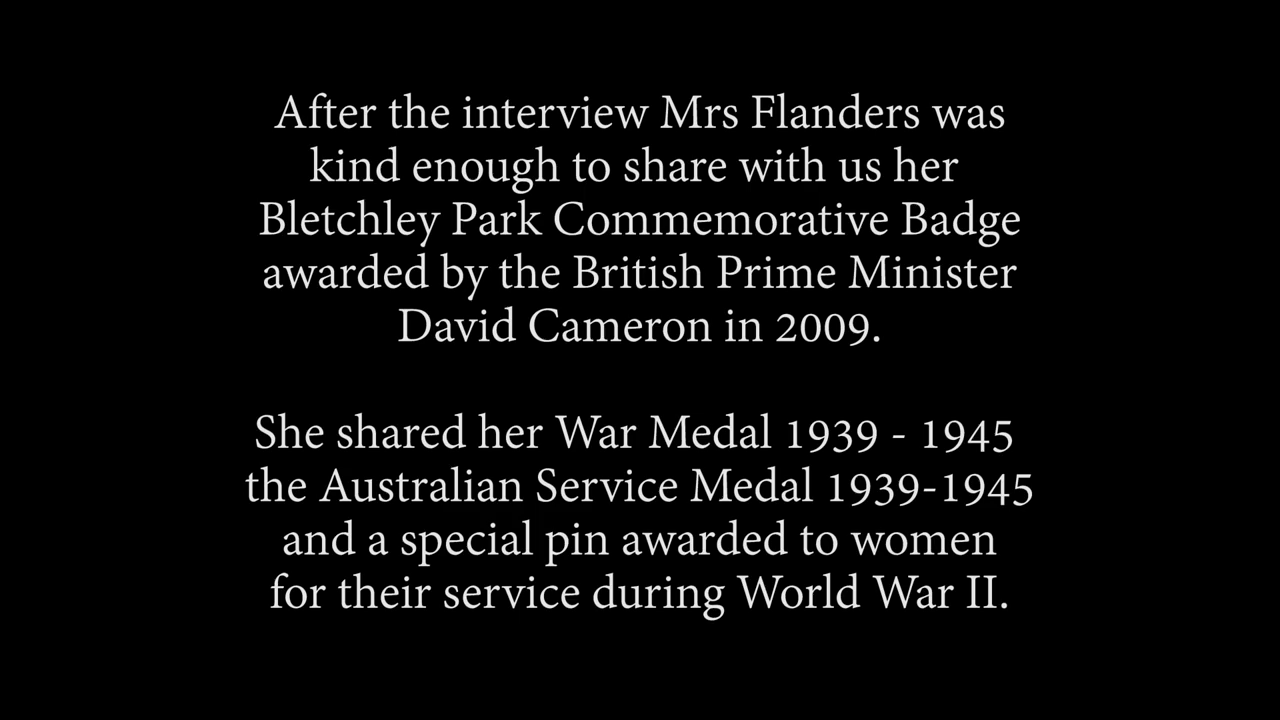 After the interview Mrs Flanders was
kind enough to share with us her
Bletchley Park Commemorative Badge
awarded by the British Prime Minister
David Cameron in 2009.
She shared her War Medal 1939 - 1945
the Australian Service Medal 1939-1945
and a special pin awarded to women
for their service during World War II.